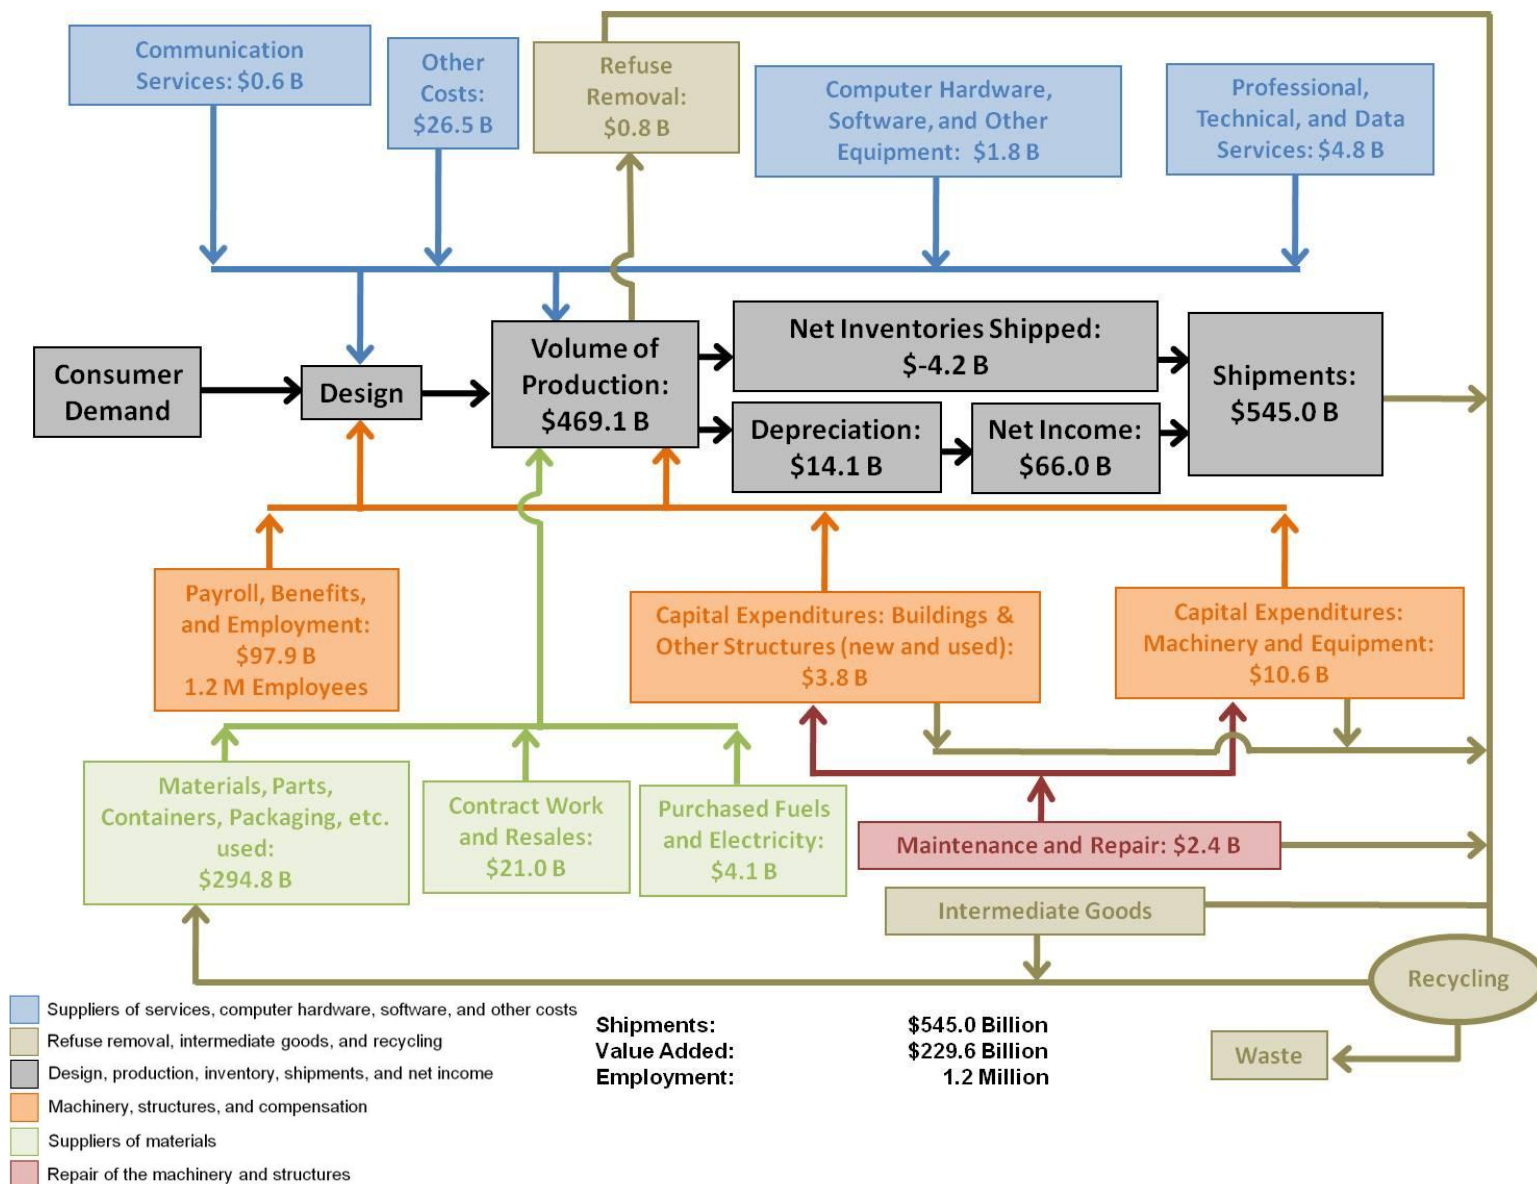 Communication
Services: $0.6 B
Other
Costs:
$26.5 B
Refuse
Removal:
$0.8 B
Computer Hardware,
Software, and Other
Equipment: $1.8 B
Professional,
Technical, and Data
Services: $4.8 B
Consumer
Demand
Design
Volume of
Production:
$469.1 B
Net Inventories Shipped:
$-4.2 B
Depreciation:
$14.1 B
Net Income:
$66.0 B
Shipments:
$545.0 B
Payroll, Benefits,
and Employment:
$97.9 B
1.2 M Employees
Capital Expenditures: Buildings &
Other Structures (new and used):
$3.8 B
Capital Expenditures:
Machinery and Equipment:
$10.6 B
Materials, Parts,
Containers, Packaging, etc.
used:
$294.8 B
Contract Work
and Resales:
$21.0 B
Purchased Fuels
and Electricity:
$4.1 B
Maintenance and Repair: $2.4 B
Intermediate Goods
Recycling
Waste
Suppliers of services, computer hardware, software, and other costs
Refuse removal, intermediate goods, and recycling
Design, production, inventory, shipments, and net income
Machinery, structures, and compensation
Suppliers of materials
Repair of the machinery and structures
Shipments: $545.0 Billion
Value Added: $229.6 Billion
Employment: 1.2 Million